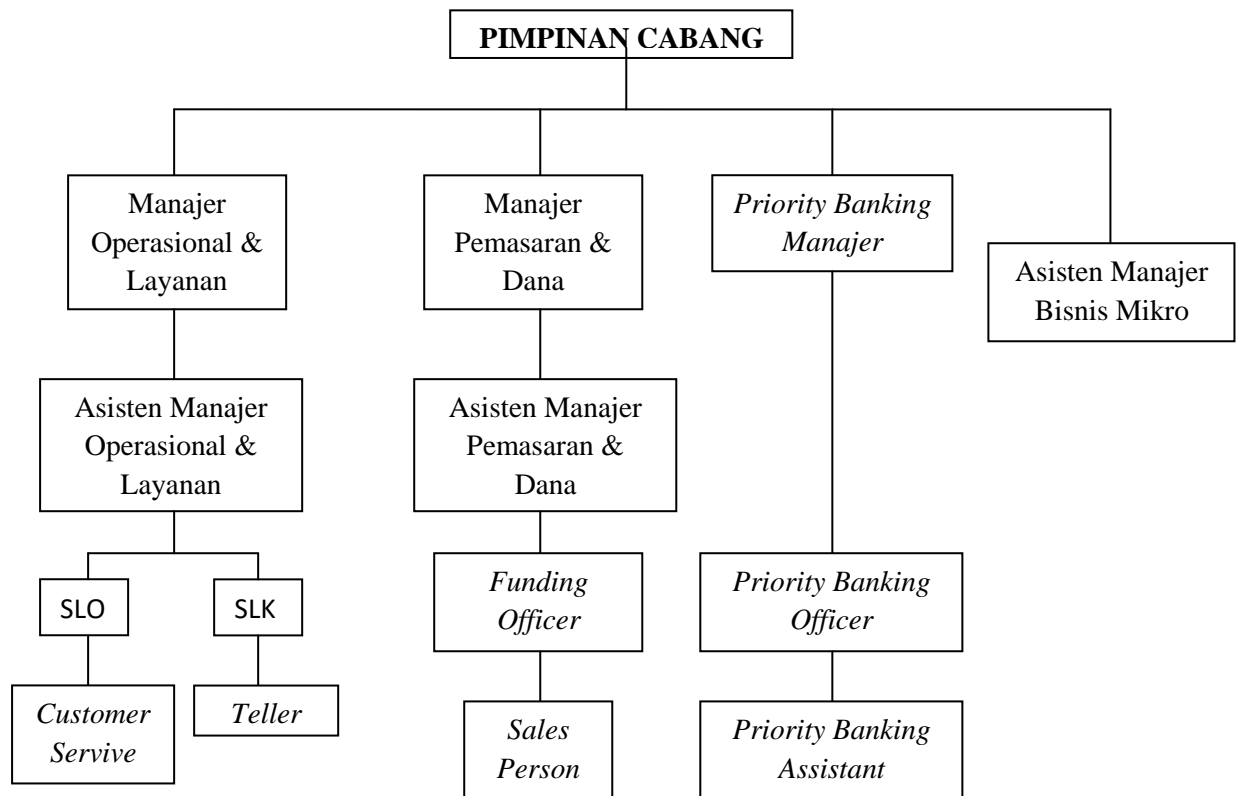 PIMPINAN CABANG
Manajer
Operasional &
Layanan
Manajer
Pemasaran &
Dana
Priority Banking
Manajer
Asisten Manajer
Bisnis Mikro
Asisten Manajer
Operasional &
Layanan
Asisten Manajer
Pemasaran &
Dana
SLO
SLK
Funding
Officer
Priority Banking
Officer
Customer
Servive
Teller
Sales
Person
Priority Banking
Assistant